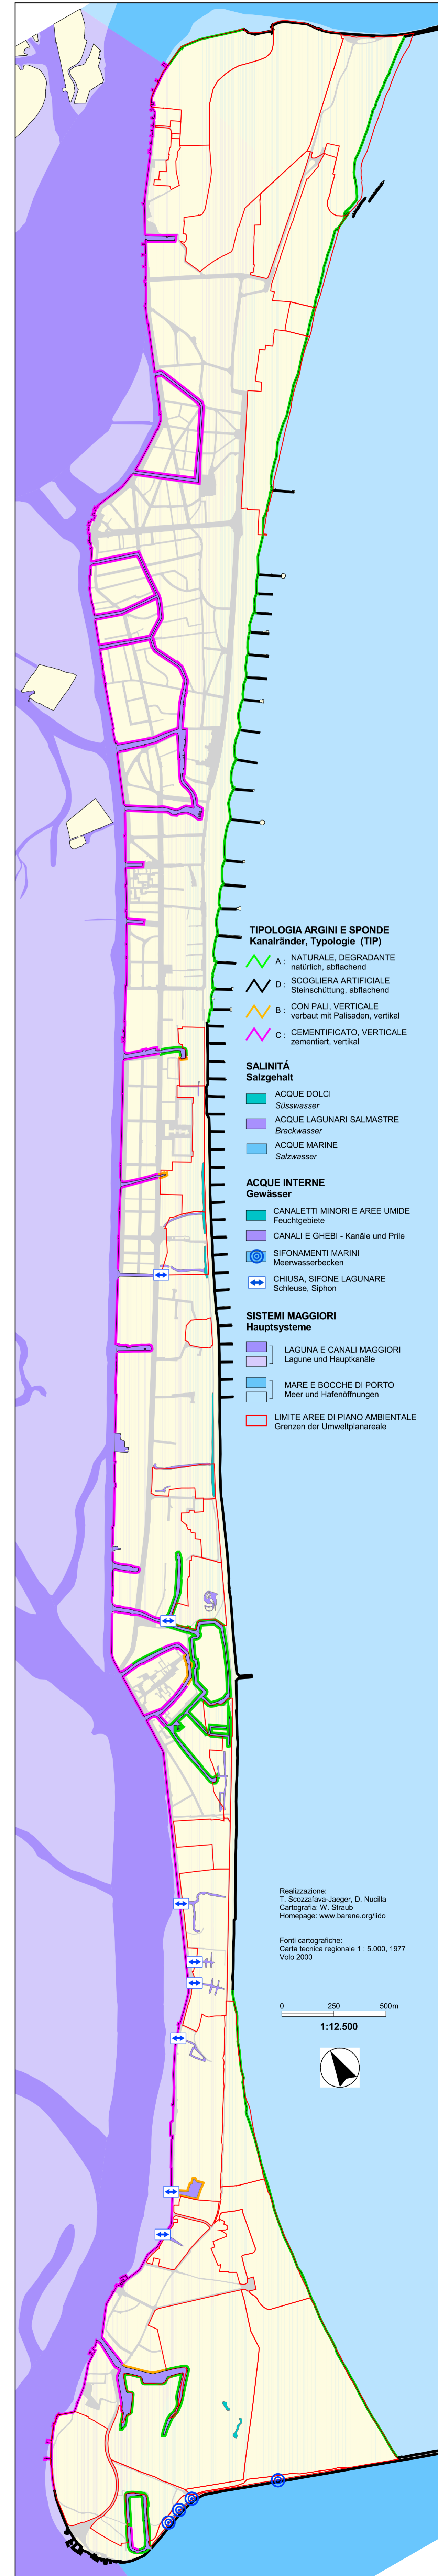 TIPOLOGIA ARGINI E SPONDE
Kanalränder, Typologie (TIP)
A : NATURALE, DEGRADANTE
natürlich, abflachend
D : SCOGLIERA ARTIFICIALE
Steinschüttung, abflachend
B : CON PALI, VERTICALE
verbaut mit Palisaden, vertikal
C : CEMENTIFICATO, VERTICALE
zementiert, vertikal
SALINITÁ
Salzgehalt
ACQUE DOLCI
Süsswasser
ACQUE LAGUNARI SALMASTRE
Brackwasser
ACQUE MARINE
Salzwasser
ACQUE INTERNE
Gewässer
CANALETTI MINORI E AREE UMIDE
Feuchtgebiete
CANALI E GHEBI - Kanäle und Prile
SIFONAMENTI MARINI
Meerwasserbecken
CHIUSA, SIFONE LAGUNARE
Schleuse, Siphon
SISTEMI MAGGIORI
Hauptsysteme
LAGUNA E CANALI MAGGIORI
Lagune und Hauptkanäle
MARE E BOCCHE DI PORTO
Meer und Hafenöffnungen
LIMITE AREE DI PIANO AMBIENTALE
Grenzen der Umweltplanareale
Realizzazione:
T. Scozzafava-Jaeger, D. Nucilla
Cartografia: W. Straub
Homepage: www.barene.org/lido
Fonti cartografiche:
Carta tecnica regionale 1 : 5.000, 1977
Volo 2000
0 250 500m
1:12.500